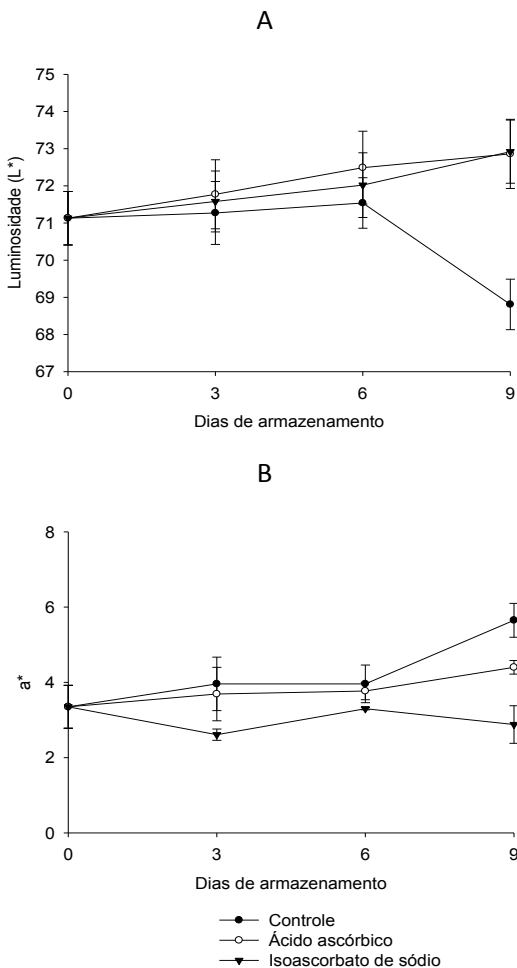 A
75
74
73
72
71
70
69
68
67
Luminosidade (L*)
0 3 6 9
Dias de armazenamento
B
8
6
4
2
0
a*
0 3 6 9
Dias de armazenamento
Controle
Ácido ascórbico
Isoascorbato de sódio